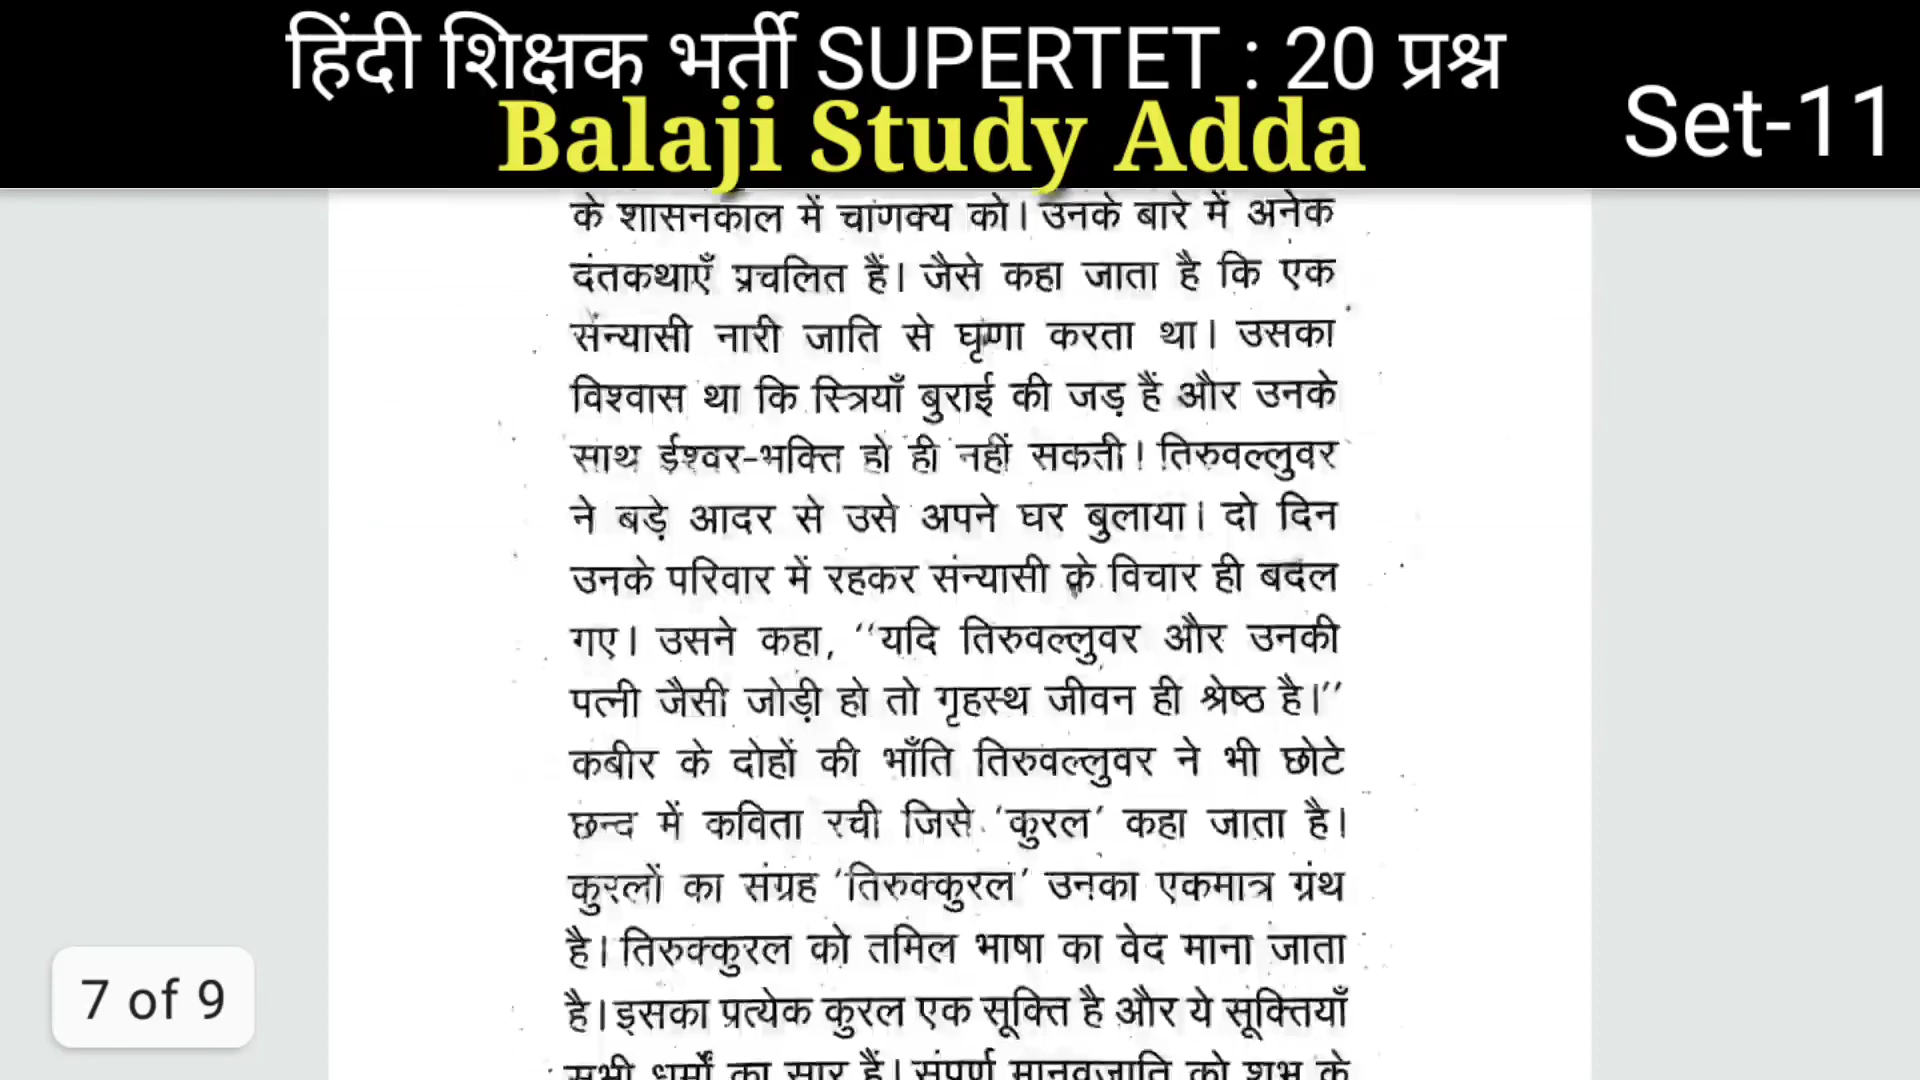 हिंदी शिक्षक भर्ती SUPERTET : 20 प्रश्न
Balaji Study Adda
Set-11
के शासनकाल में चाणक्य को। उनके बारे में अनेक
दंतकथाएँ प्रचलित हैं। जैसे कहा जाता है कि एक
संन्यासी नारी जाति से घृणा करता था। उसका
विश्वास था कि स्त्रियाँ बुराई की जड़ हैं और उनके
साथ ईश्वर-भक्ति हो ही नहीं सकती। तिरुवल्लुवर
ने बड़े आदर से उसे अपने घर बुलाया। दो दिन
उनके परिवार में रहकर संन्यासी के विचार ही बदल
गए। उसने कहा, ‘‘यदि तिरुवल्लुवर और उनकी
पत्नी जैसी जोड़ी हो तो गृहस्थ जीवन ही श्रेष्ठ है।’’
कबीर के दोहों की भाँति तिरुवल्लुवर ने भी छोटे
छन्द में कविता रची जिसे ‘कुरल’ कहा जाता है।
कुरलों का संग्रह ‘तिरुक्कुरल’ उनका एकमात्र ग्रंथ
है। तिरुक्कुरल को तमिल भाषा का वेद माना जाता
है। इसका प्रत्येक कुरल एक सूक्ति है और ये सूक्तियाँ
सभी धर्मों का सार हैं। संपूर्ण मानवजाति को शुभ के
7 of 9